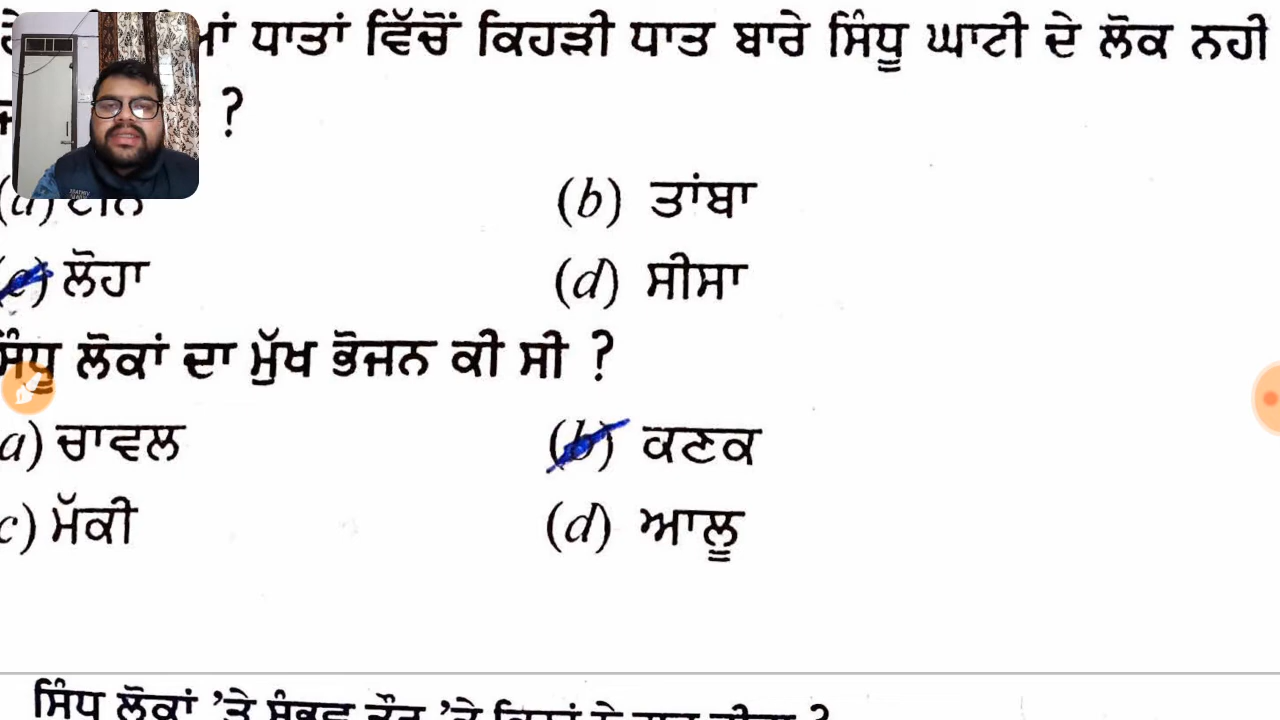 ਧਾਤਾਂ ਵਿੱਚੋਂ ਕਿਹੜੀ ਧਾਤ ਬਾਰੇ ਸਿੰਧੂ ਘਾਟੀ ਦੇ ਲੋਕ ਨਹੀ
?
(b) ਤਾਂਬਾ
ਲੋਹਾ (d) ਸੀਸਾ
ਸਿੰਧੂ ਲੋਕਾਂ ਦਾ ਮੁੱਖ ਭੋਜਨ ਕੀ ਸੀ ?
a) ਚਾਵਲ (b) ਕਣਕ
c) ਮੱਕੀ (d) ਆਲੂ
ਸਿੰਧ ਲੋਕਾਂ ’ਤੇ